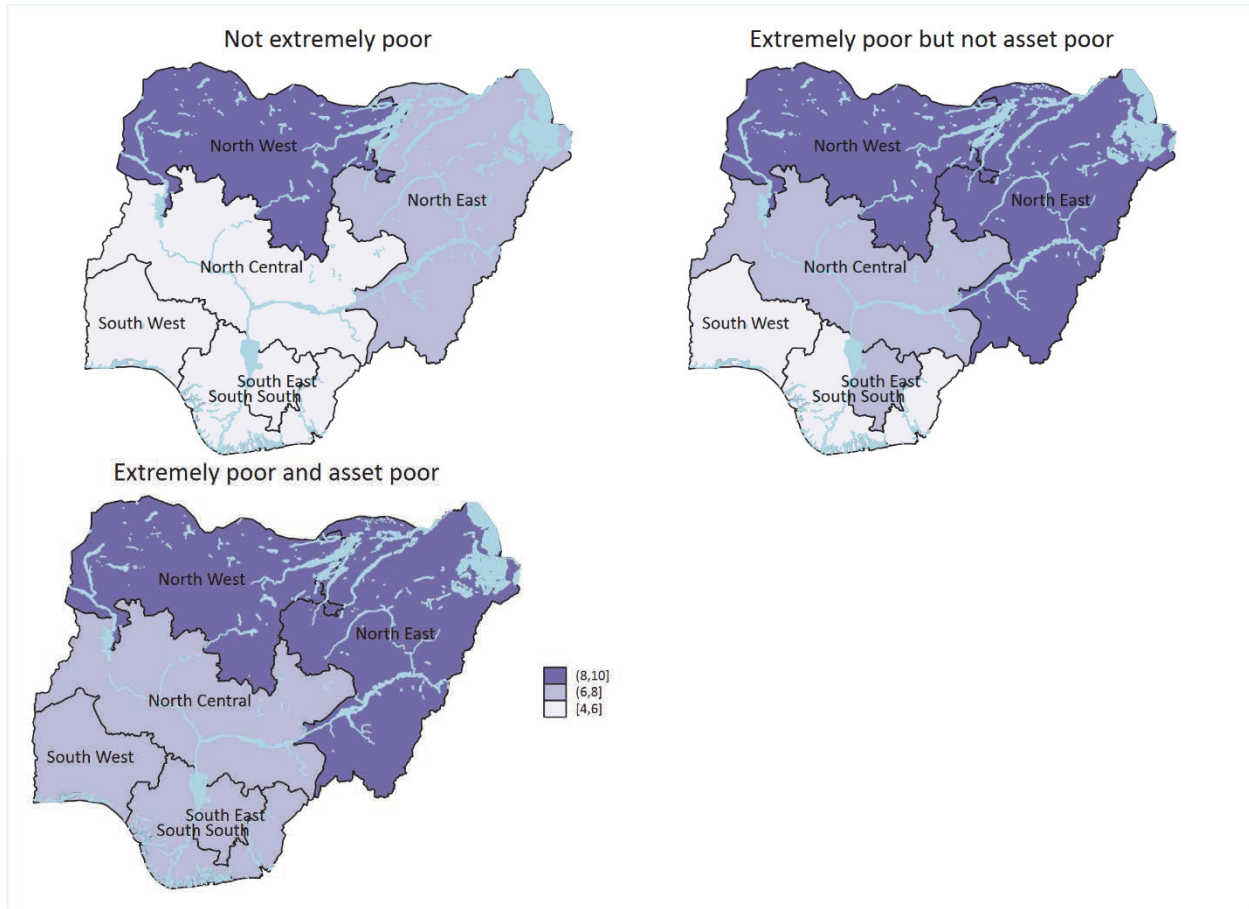 Not extremely poor
North West
North East
North Central
South West
South East
South South
Extremely poor but not asset poor
North West
North East
North Central
South West
South East
South South
Extremely poor and asset poor
North West
North East
North Central
South West
South East
South South
(8,10]
(6,8]
[4,6]